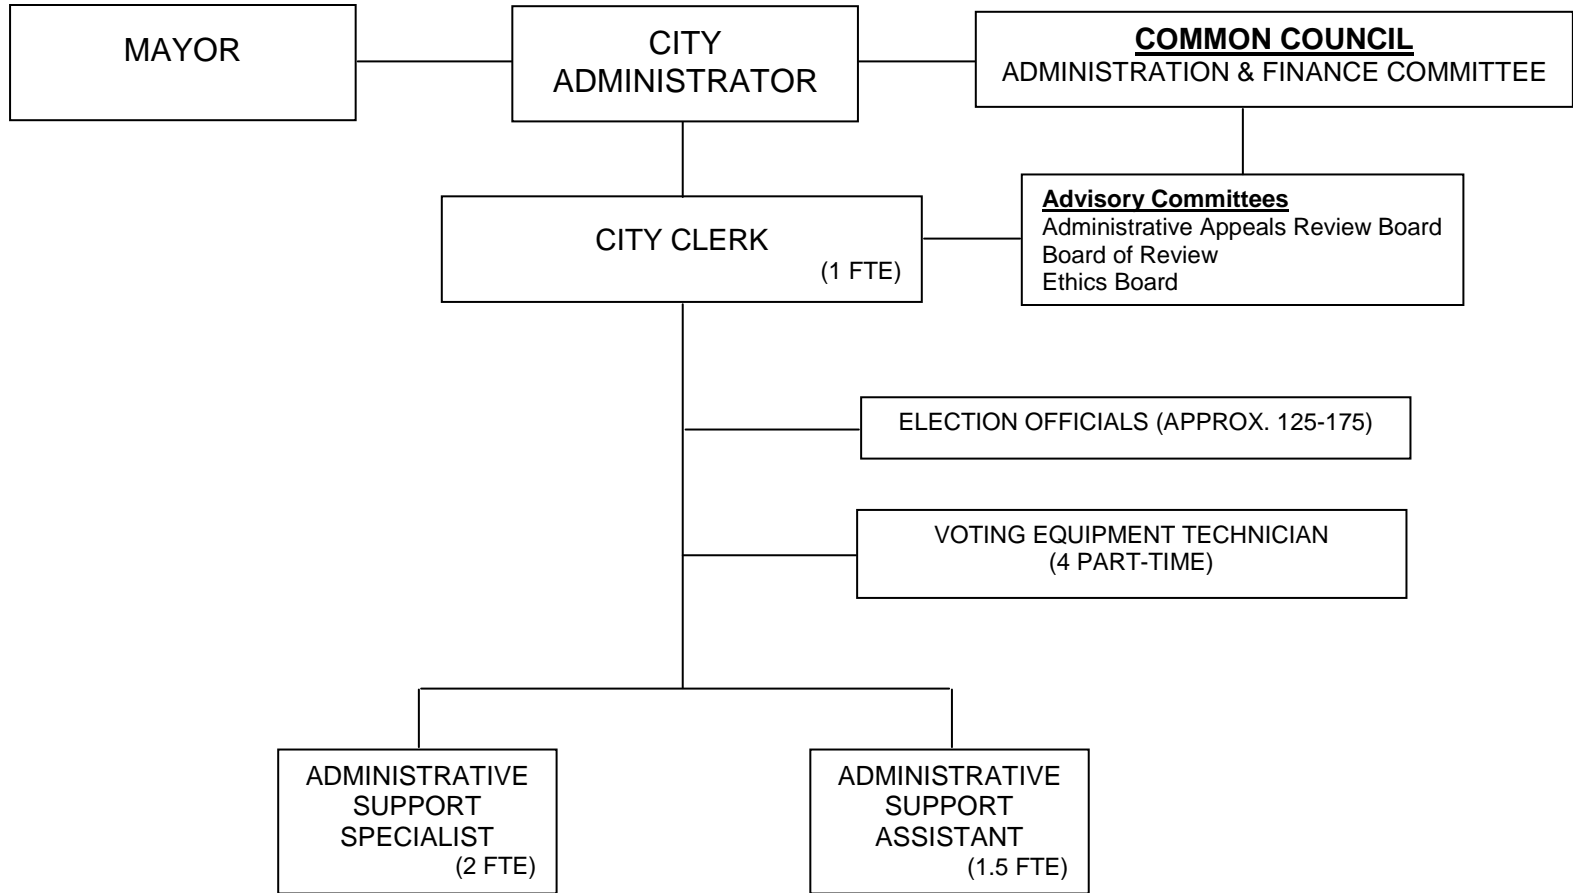 MAYOR
CITY
ADMINISTRATOR
COMMON COUNCIL
ADMINISTRATION & FINANCE COMMITTEE
CITY CLERK
(1 FTE)
Advisory Committees
Administrative Appeals Review Board
Board of Review
Ethics Board
ELECTION OFFICIALS (APPROX. 125-175)
VOTING EQUIPMENT TECHNICIAN
(4 PART-TIME)
ADMINISTRATIVE
SUPPORT
SPECIALIST
(2 FTE)
ADMINISTRATIVE
SUPPORT
ASSISTANT
(1.5 FTE)